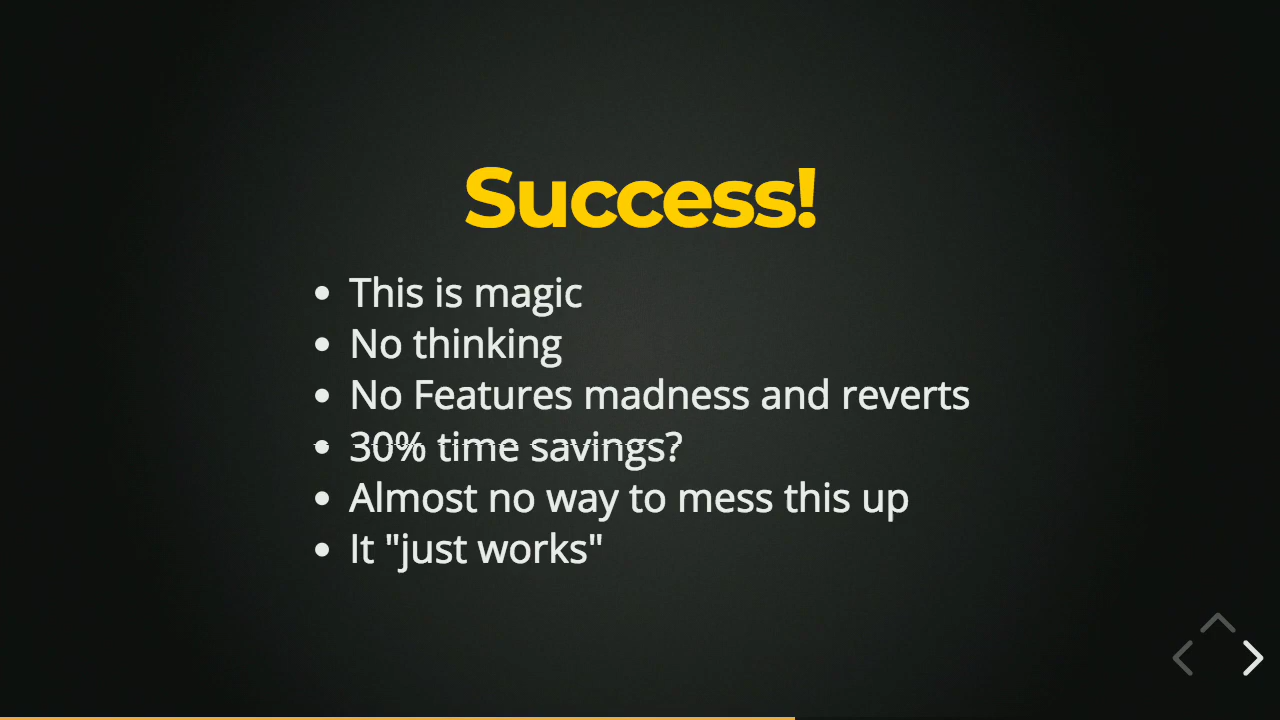 Success!
• This is magic
• No thinking
• No Features madness and reverts
• 30% time savings?
• Almost no way to mess this up
• It "just works"